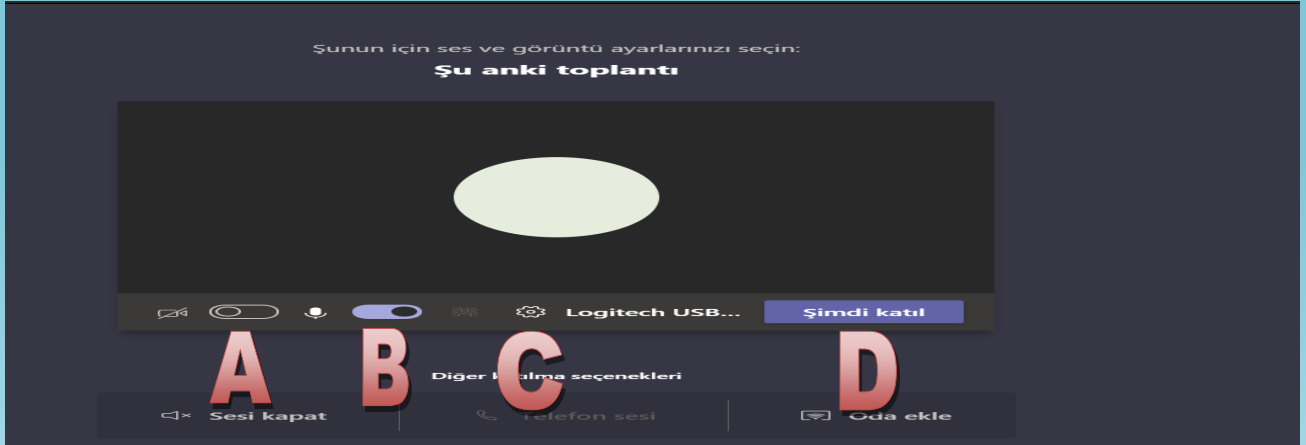 Şunun için ses ve görüntü ayarlarınızı seçin:
Şu anki toplantı
Logitech USB... Şimdi katıl
A B C D
Diğer katılma seçenekleri
Sesi kapat Telefon sesi Oda ekle